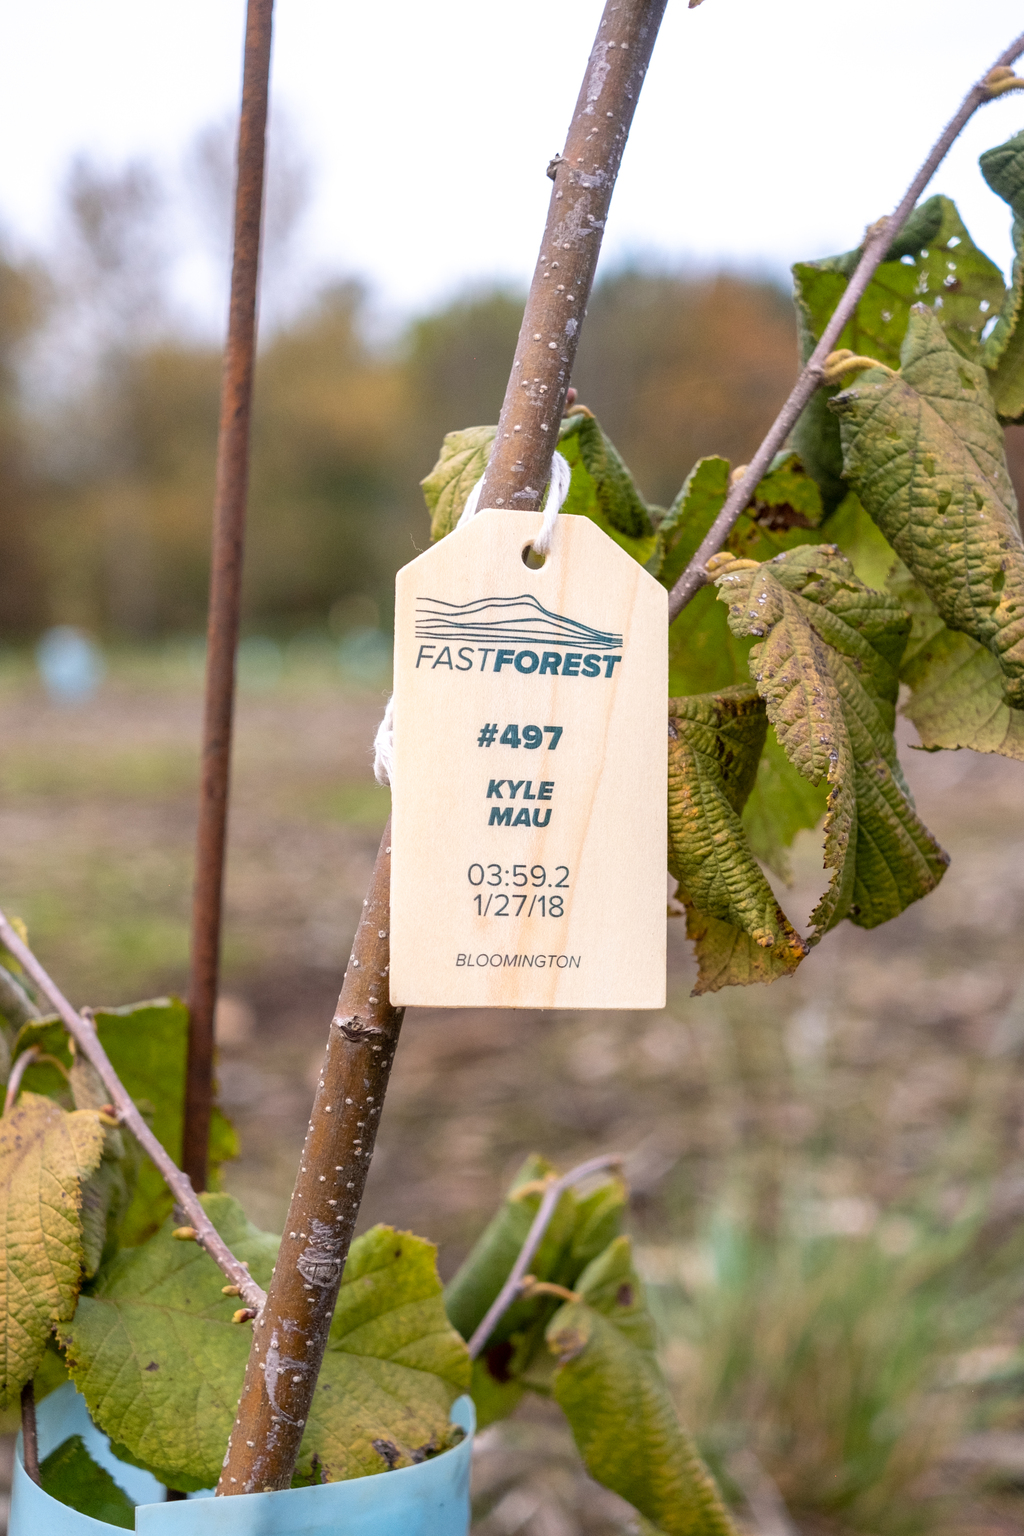 FASTFOREST
#497
KYLE
MAU
03:59.2
1/27/18
BLOOMINGTON